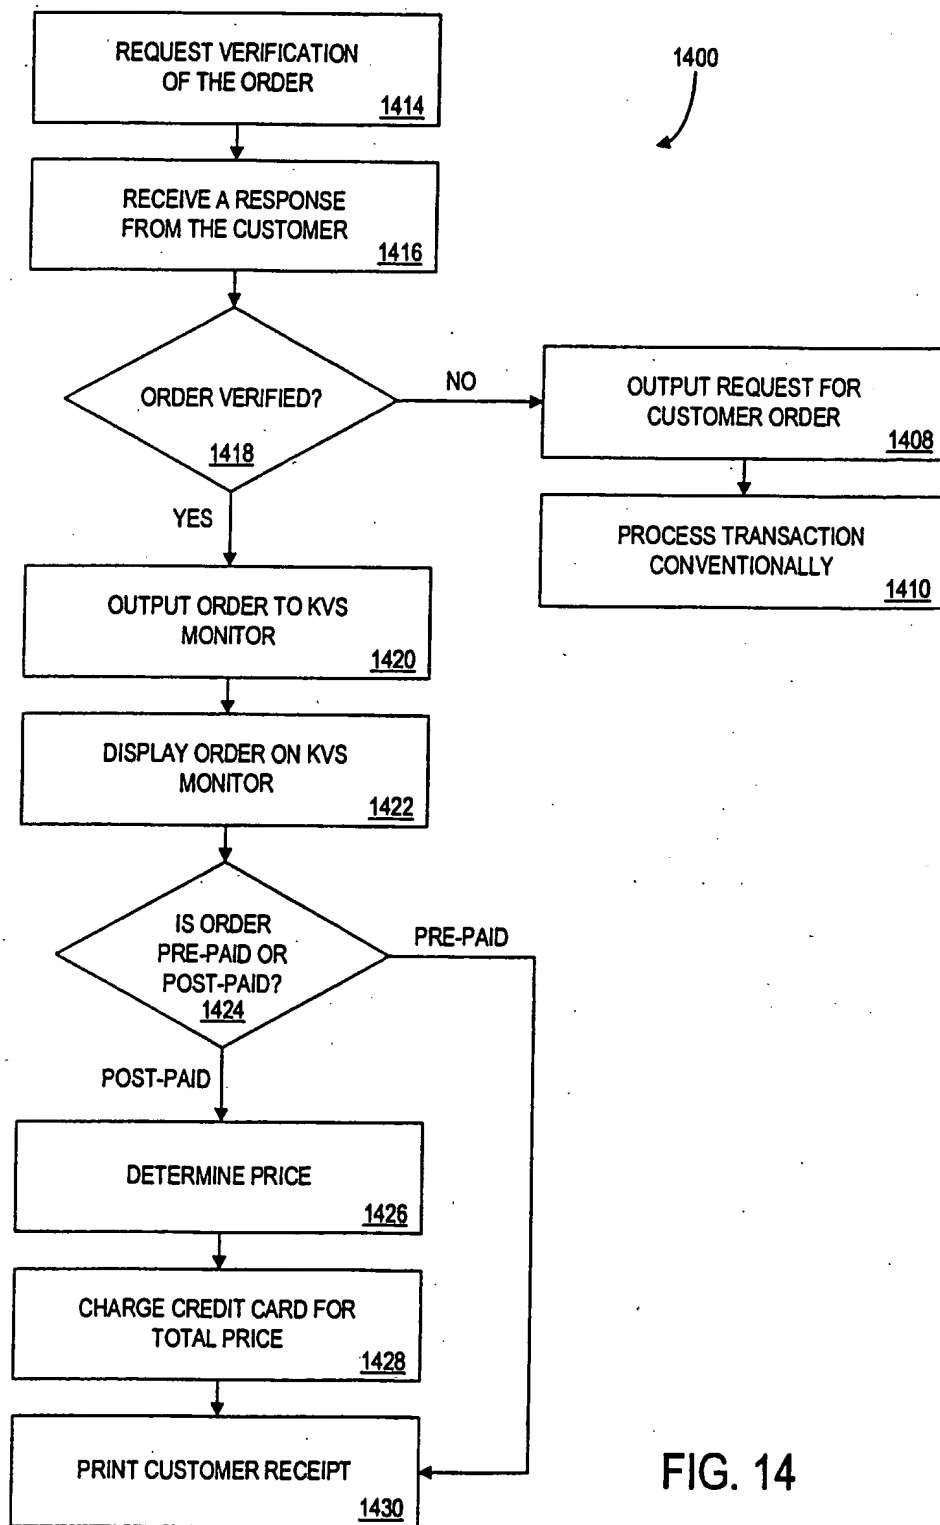 REQUEST VERIFICATION
OF THE ORDER
1414
1400
RECEIVE A RESPONSE
FROM THE CUSTOMER
1416
ORDER VERIFIED?
1418
NO
OUTPUT REQUEST FOR
CUSTOMER ORDER
1408
PROCESS TRANSACTION
CONVENTIONALLY
1410
YES
OUTPUT ORDER TO KVS
MONITOR
1420
DISPLAY ORDER ON KVS
MONITOR
1422
IS ORDER
PRE-PAID OR
POST-PAID?
1424
PRE-PAID
POST-PAID
DETERMINE PRICE
1426
CHARGE CREDIT CARD FOR
TOTAL PRICE
1428
PRINT CUSTOMER RECEIPT
1430
FIG. 14